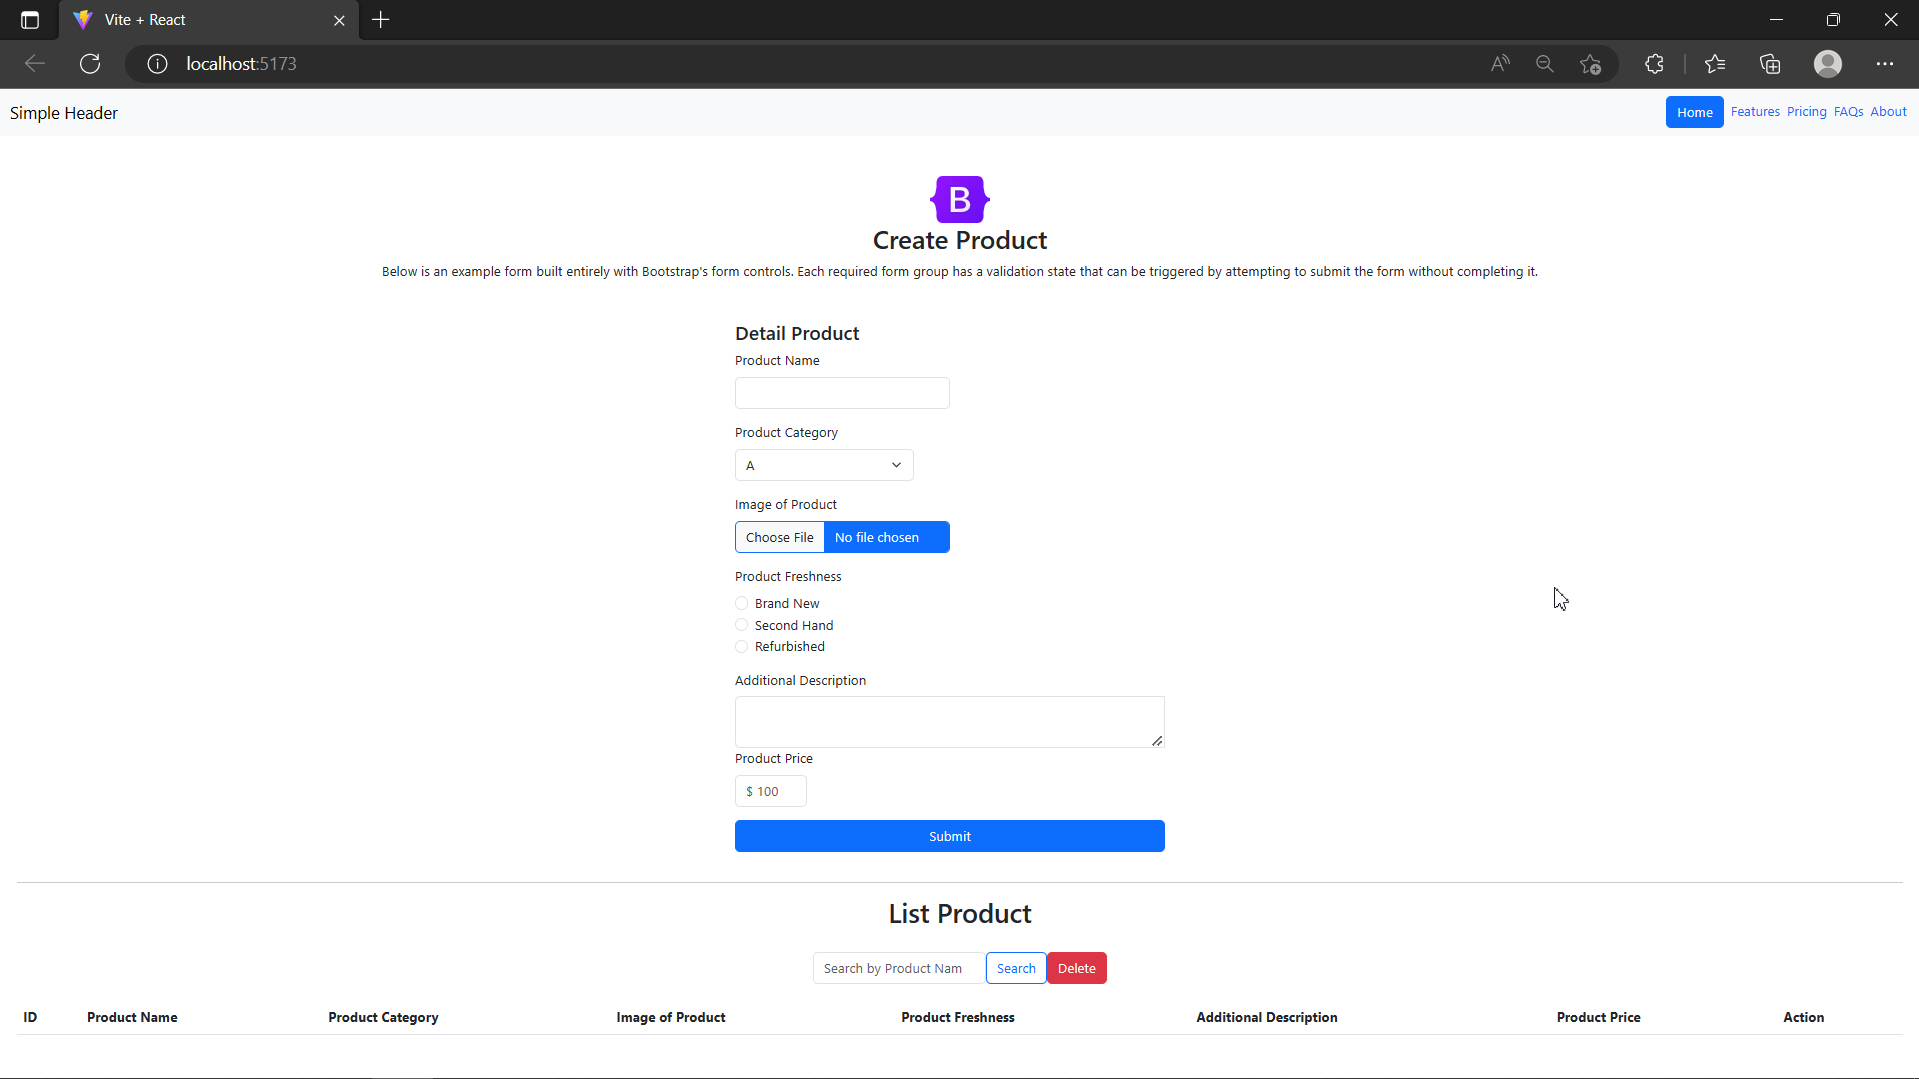 Vite + React
localhost:5173
Simple Header
Home Features Pricing FAQs About
B
Create Product
Below is an example form built entirely with Bootstrap's form controls. Each required form group has a validation state that can be triggered by attempting to submit the form without completing it.
Detail Product
Product Name
Product Category
A
Image of Product
Choose File No file chosen
Product Freshness
Brand New
Second Hand
Refurbished
Additional Description
Product Price
$ 100
Submit
List Product
Search by Product Nam Search Delete
ID Product Name Product Category Image of Product Product Freshness Additional Description Product Price Action